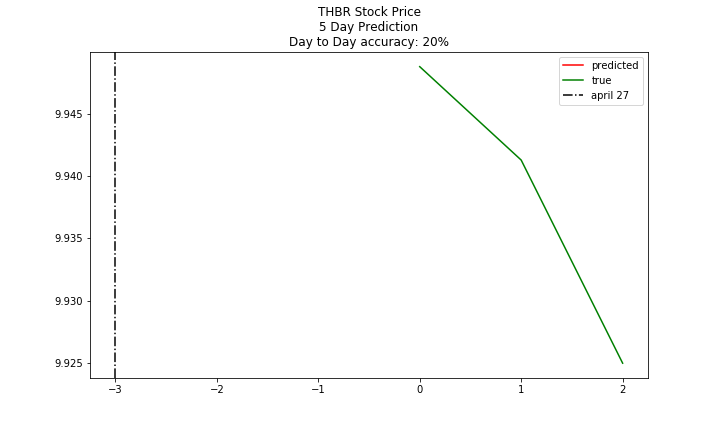 THBR Stock Price
5 Day Prediction
Day to Day accuracy: 20%
predicted
true
april 27
9.945
9.940
9.935
9.930
9.925
−3
−2
−1
0
1
2